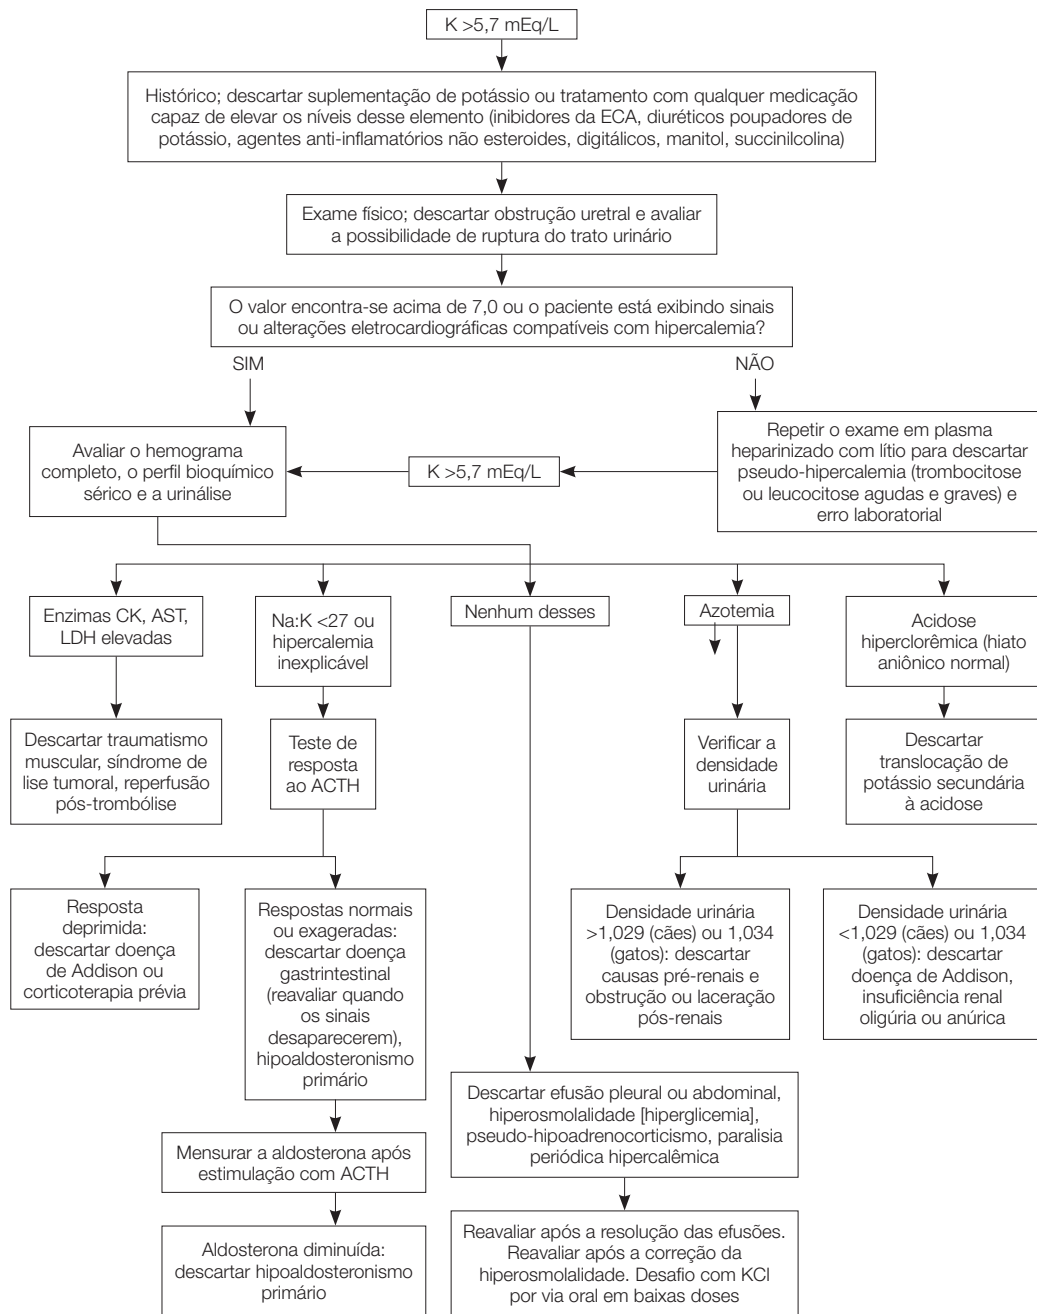 K >5,7 mEq/L
Histórico; descartar suplementação de potássio ou tratamento com qualquer medicação
capaz de elevar os níveis desse elemento (inibidores da ECA, diuréticos poupadores de
potássio, agentes anti-inflamatórios não esteroides, digitálicos, manitol, succinilcolina)
Exame físico; descartar obstrução uretral e avaliar
a possibilidade de ruptura do trato urinário
O valor encontra-se acima de 7,0 ou o paciente está exibindo sinais
ou alterações eletrocardiográficas compatíveis com hipercalemia?
SIM
NÃO
Avaliar o hemograma
completo, o perfil bioquímico
sérico e a urinálise
K >5,7 mEq/L
Repetir o exame em plasma
heparinizado com lítio para descartar
pseudo-hipercalemia (trombocitose
ou leucocitose agudas e graves) e
erro laboratorial
Enzimas CK, AST,
LDH elevadas
Na:K <27 ou
hipercalemia
inexplicável
Nenhum desses
Azotemia
Acidose
hiperclorêmica (hiato
aniônico normal)
Descartar traumatismo
muscular, síndrome de
lise tumoral, reperfusão
pós-trombólise
Teste de
resposta
ao ACTH
Verificar a
densidade
urinária
Descartar
translocação de
potássio secundária
à acidose
Resposta
deprimida:
descartar doença
de Addison ou
corticoterapia prévia
Respostas normais
ou exageradas:
descartar doença
gastrintestinal
(reavaliar quando
os sinais
desaparecerem),
hipoaldosteronismo
primário
Densidade urinária
>1,029 (cães) ou 1,034
(gatos): descartar
causas pré-renais e
obstrução ou laceração
pós-renais
Densidade urinária
<1,029 (cães) ou 1,034
(gatos): descartar
doença de Addison,
insuficiência renal
oligúria ou anúrica
Descartar efusão pleural ou abdominal,
hiperosmolalidade [hiperglicemia],
pseudo-hipoadrenocorticismo, paralisia
periódica hipercalêmica
Mensurar a aldosterona após
estimulação com ACTH
Aldosterona diminuída:
descartar hipoaldosteronismo
primário
Reavaliar após a resolução das efusões.
Reavaliar após a correção da
hiperosmolalidade. Desafio com KCl
por via oral em baixas doses